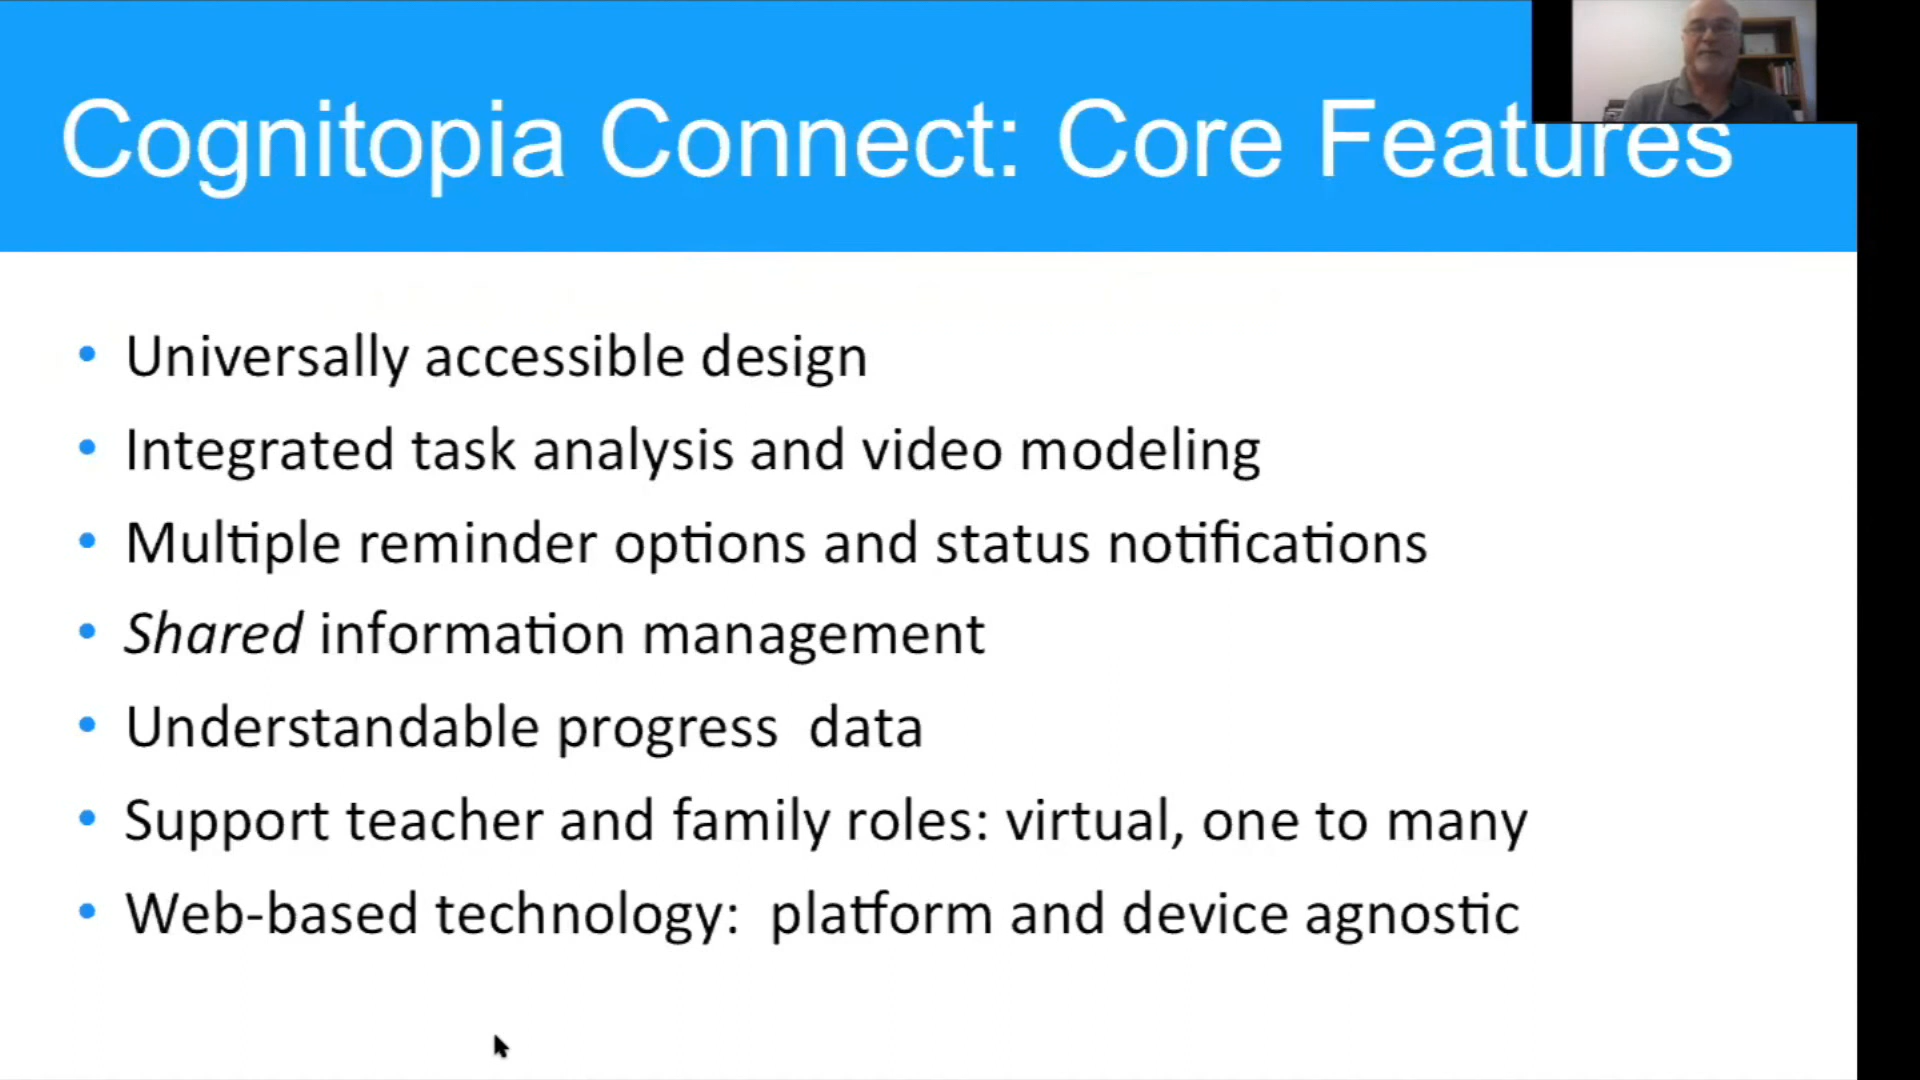 Cognitopia Connect: Core Features
• Universally accessible design
• Integrated task analysis and video modeling
• Multiple reminder options and status notifications
• Shared information management
• Understandable progress  data
• Support teacher and family roles: virtual, one to many
• Web-based technology:  platform and device agnostic